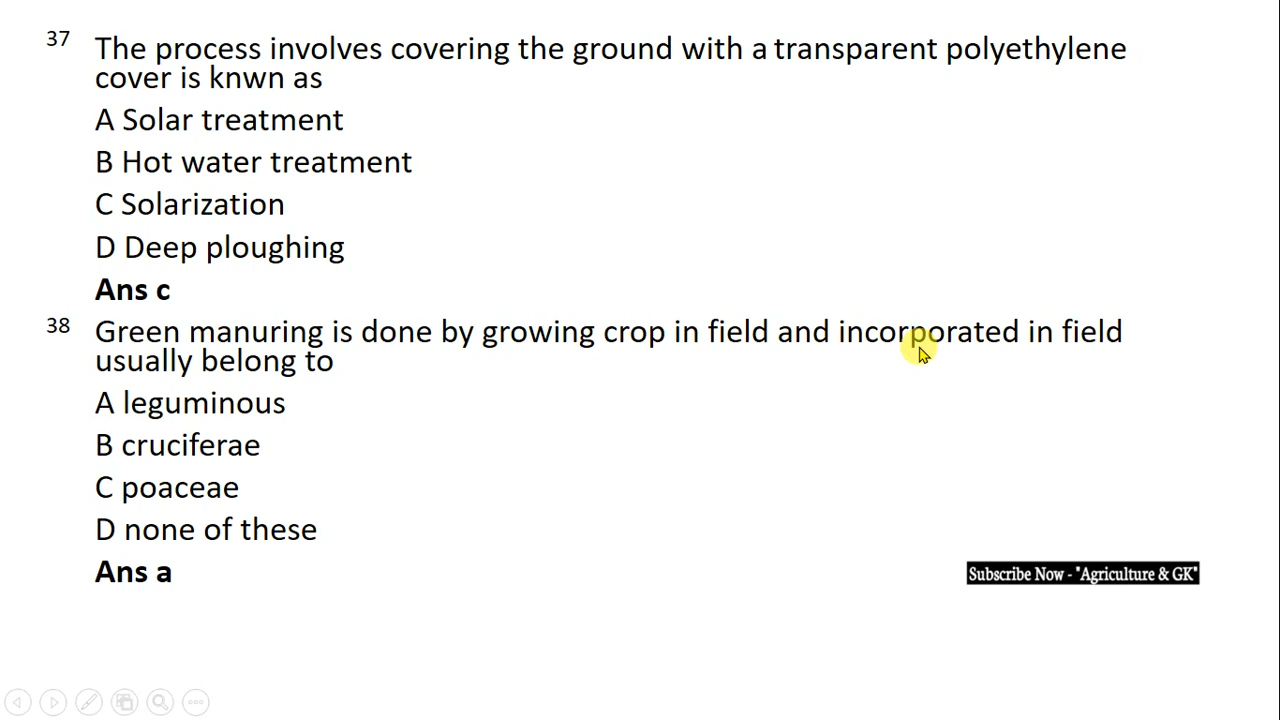 37
The process involves covering the ground with a transparent polyethylene
cover is knwn as
A Solar treatment
B Hot water treatment
C Solarization
D Deep ploughing
Ans c
38
Green manuring is done by growing crop in field and incorporated in field
usually belong to
A leguminous
B cruciferae
C poaceae
D none of these
Ans a
Subscribe Now - "Agriculture & GK"